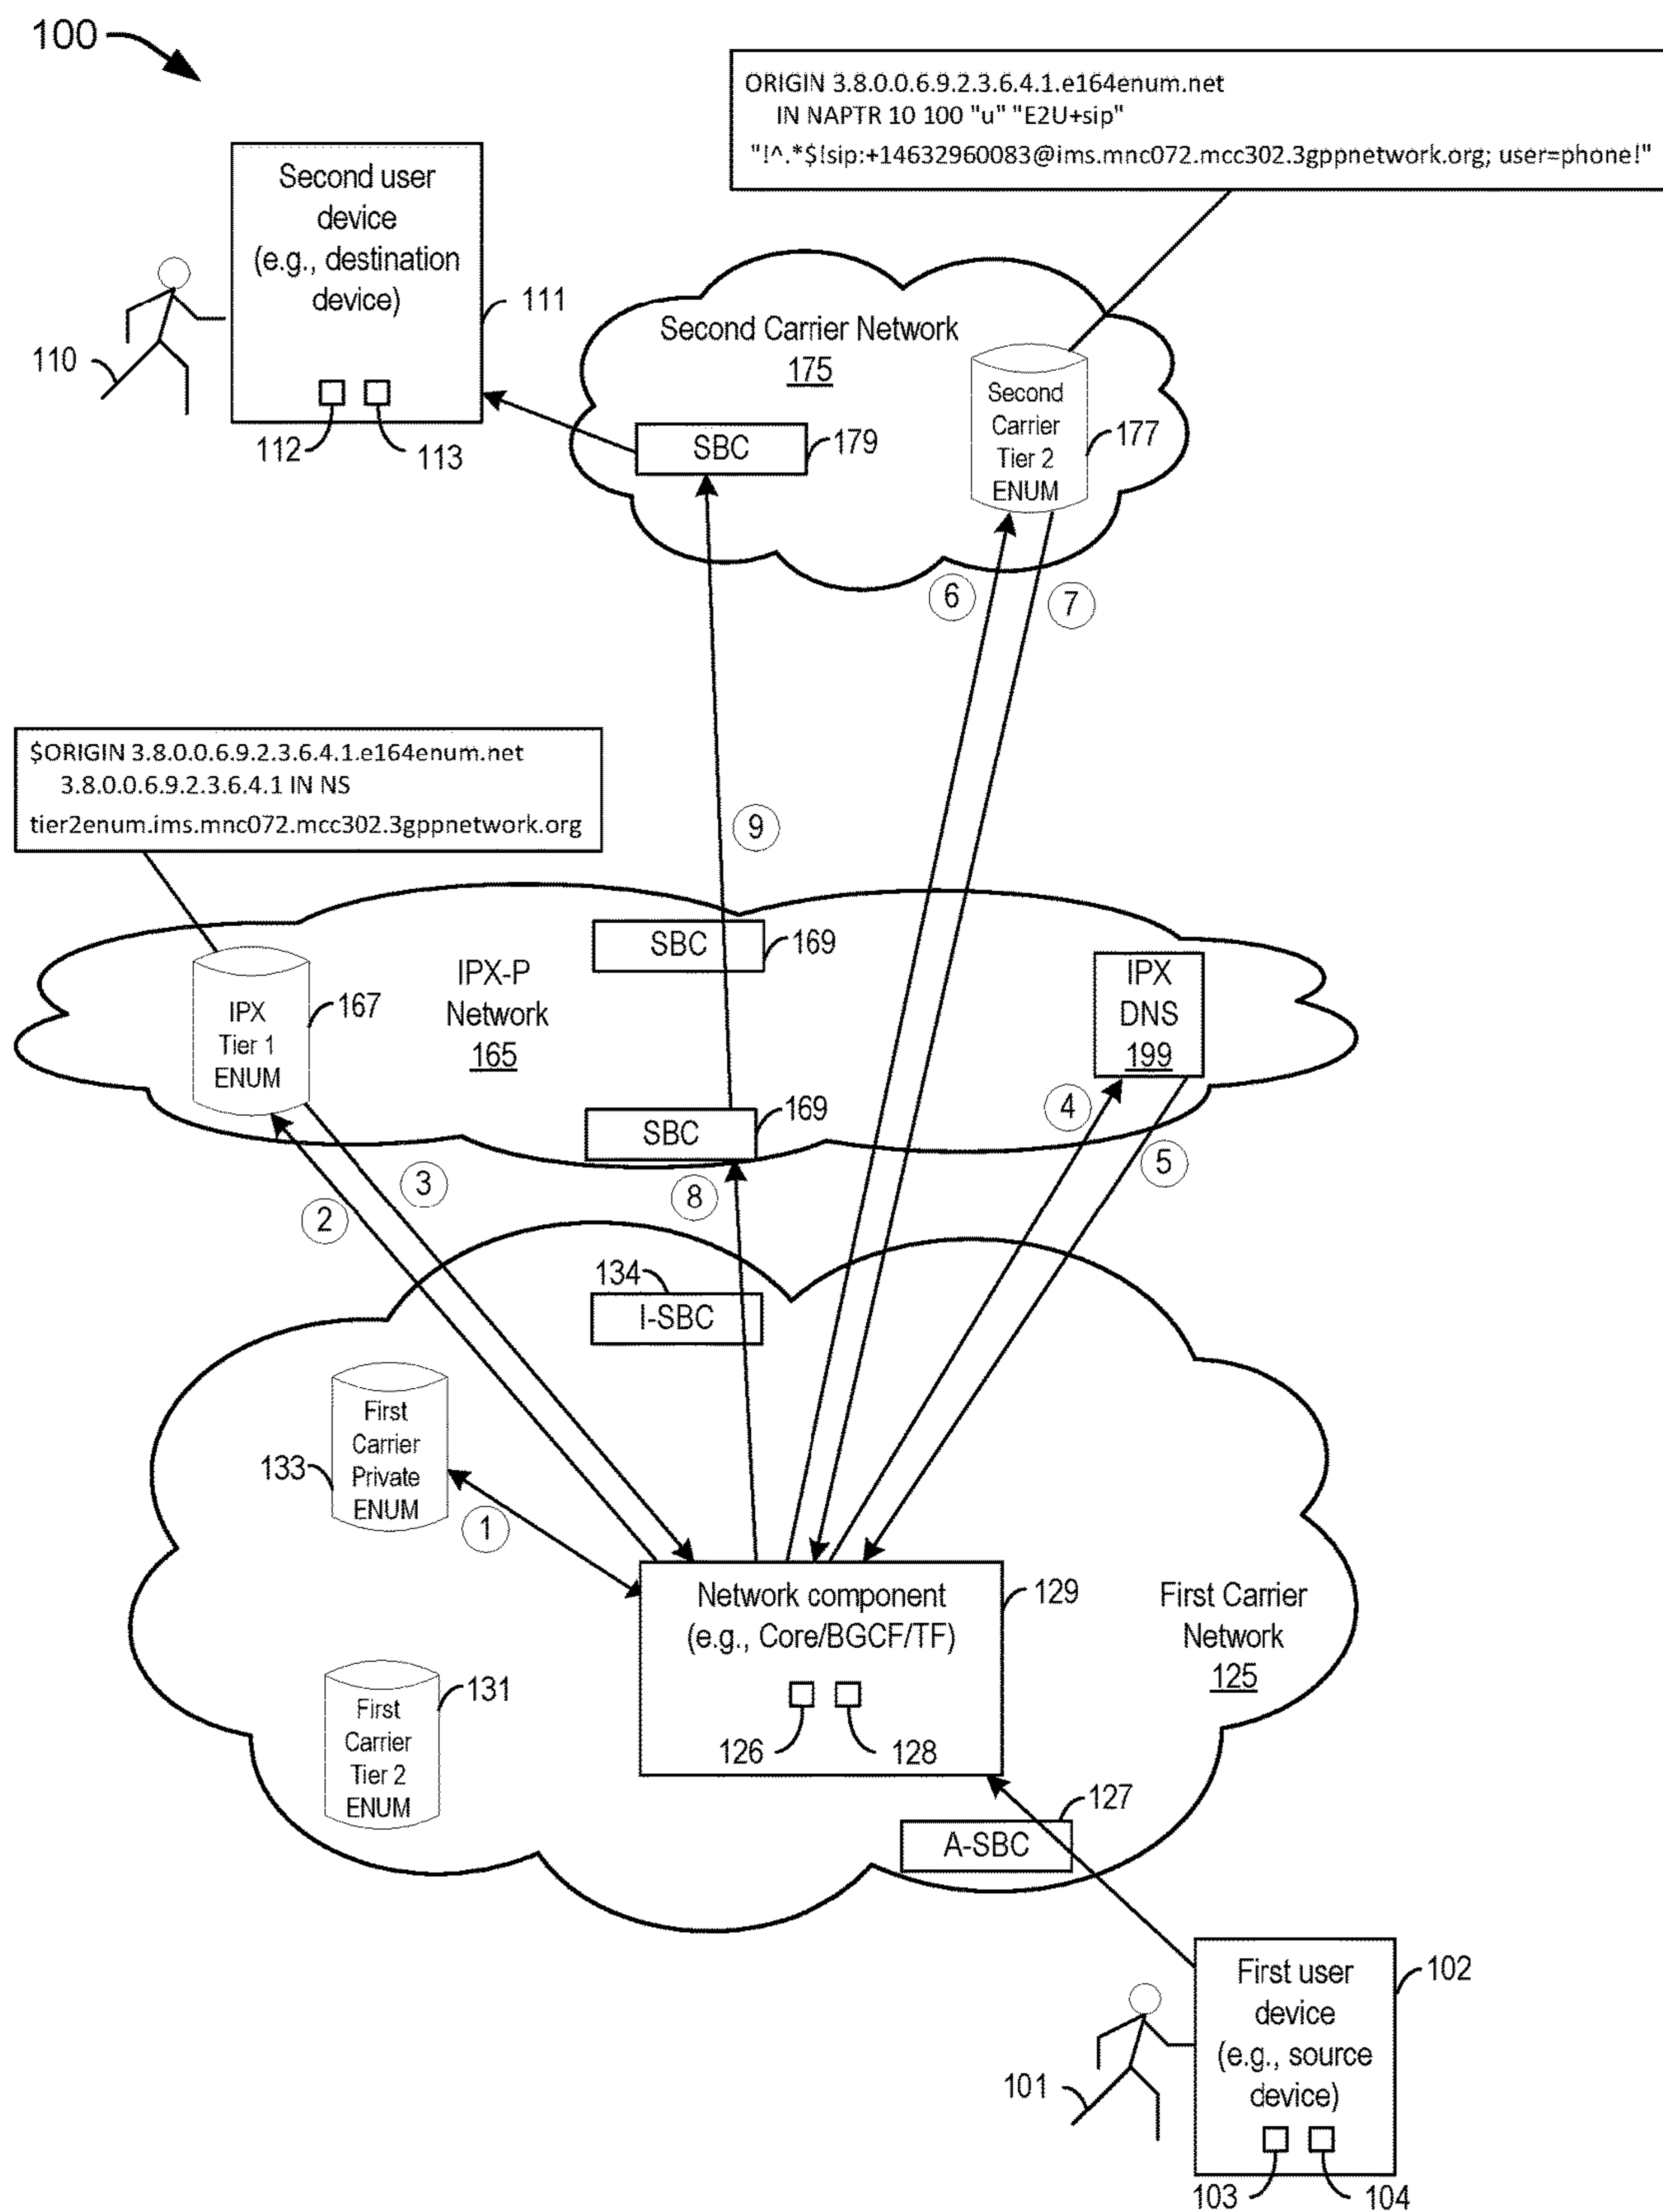 100
ORIGIN 3.8.0.0.6.9.2.3.6.4.1.e164enum.net
IN NAPTR 10 100 "u" "E2U+sip"
"!^.*$!sip:+14632960083@ims.mnc072.mcc302.3gppnetwork.org; user=phone!"
Second user
device
(e.g., destination
device)
111
110
112
113
Second Carrier Network
175
SBC
179
Second
Carrier
Tier 2
ENUM
177
6
7
$ORIGIN 3.8.0.0.6.9.2.3.6.4.1.e164enum.net
3.8.0.0.6.9.2.3.6.4.1 IN NS
tier2enum.ims.mnc072.mcc302.3gppnetwork.org
9
IPX
Tier 1
ENUM
167
IPX-P
Network
165
SBC
169
SBC
169
IPX
DNS
199
4
5
3
2
8
134
I-SBC
First
Carrier
Private
ENUM
133
1
Network component
(e.g., Core/BGCF/TF)
129
126
128
First Carrier
Network
125
First
Carrier
Tier 2
ENUM
131
127
A-SBC
First user
device
(e.g., source
device)
102
101
103
104